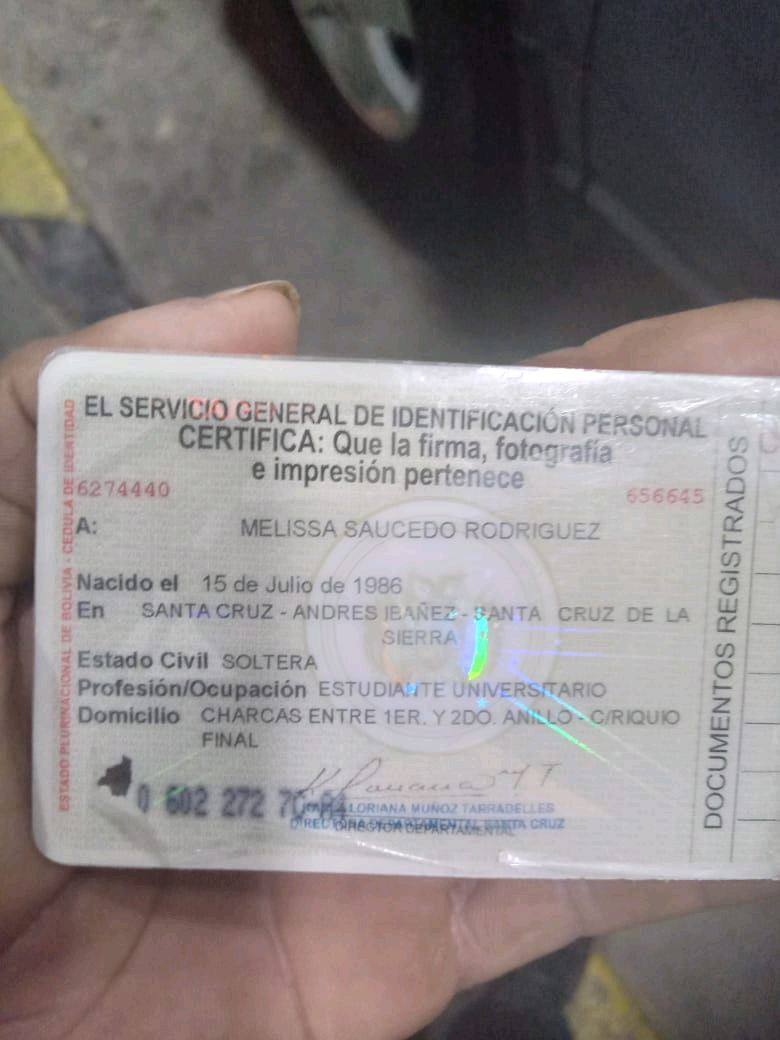 EL SERVICIO GENERAL DE IDENTIFICACIÓN PERSONAL
CERTIFICA: Que la firma, fotografía
e impresión pertenece
6274440
656645
A: MELISSA SAUCEDO RODRIGUEZ
Nacido el 15 de Julio de 1986
En SANTA CRUZ - ANDRES IBAÑEZ - SANTA CRUZ DE LA
SIERRA
Estado Civil SOLTERA
Profesión/Ocupación ESTUDIANTE UNIVERSITARIO
Domicilio CHARCAS ENTRE 1ER. Y 2DO. ANILLO - C/RIQUIO
FINAL
0 602 272
LORIANA MUÑOZ TARRADELLES
DIRECTORA DEPARTAMENTAL SANTA CRUZ
DIRECTOR DEPARTAMENTAL
ESTADO PLURINACIONAL DE BOLIVIA - CEDULA DE IDENTIDAD
DOCUMENTOS REGISTRADOS